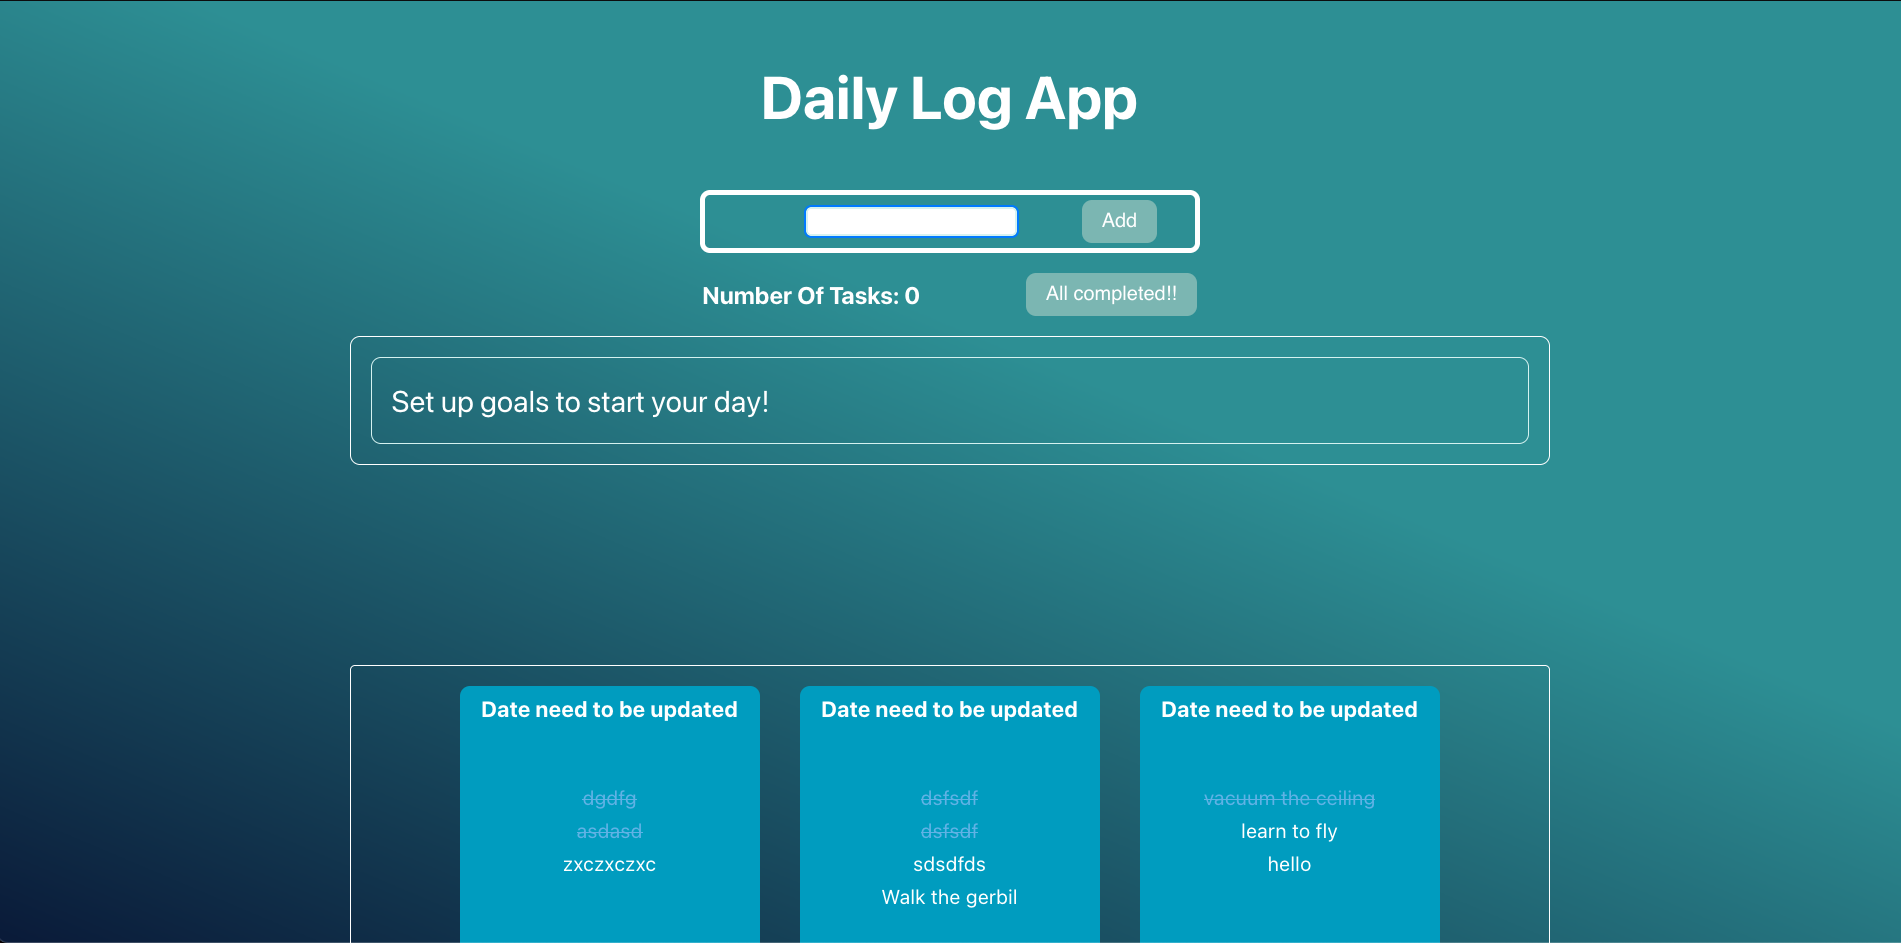 Daily Log App
Add
Number Of Tasks: 0
All completed!!
Set up goals to start your day!
Date need to be updated
dgdfg
asdasd
zxczxczxc
Date need to be updated
dsfsdf
dsfsdf
sdsdfds
Walk the gerbil
Date need to be updated
vacuum the ceiling
learn to fly
hello